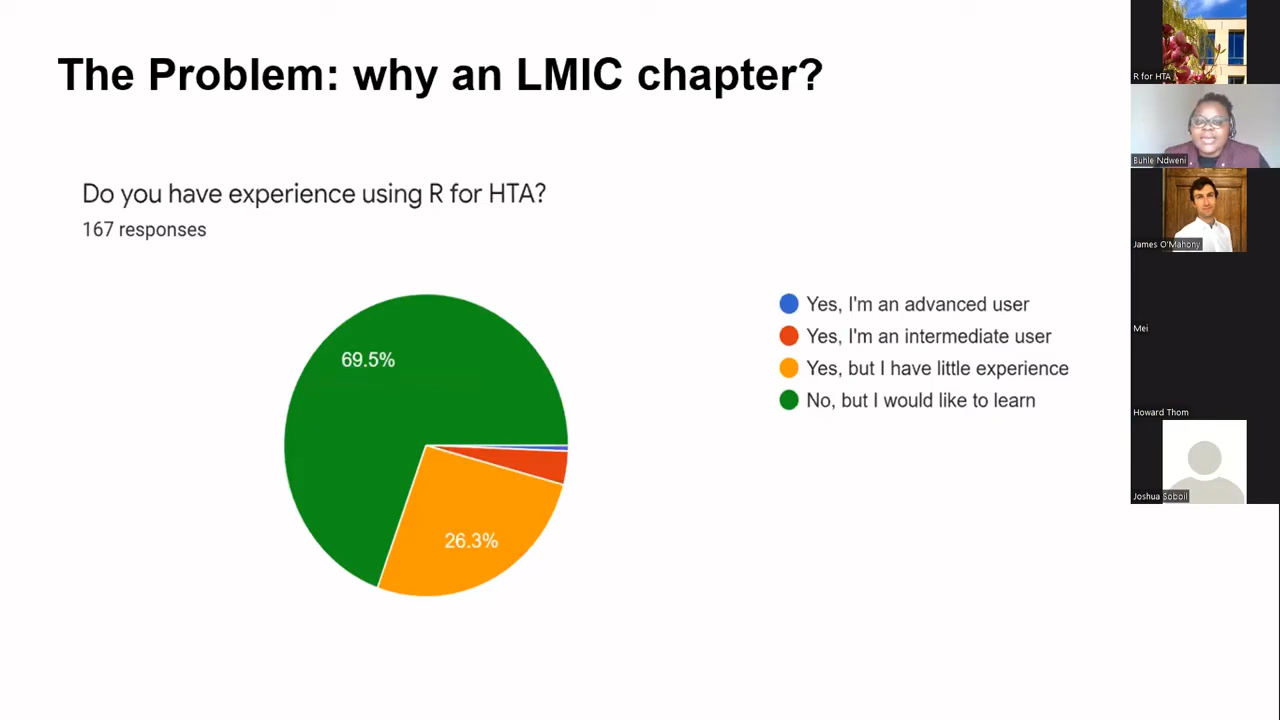 The Problem: why an LMIC chapter?
Do you have experience using R for HTA?
167 responses
69.5%
26.3%
Yes, I'm an advanced user
Yes, I'm an intermediate user
Yes, but I have little experience
No, but I would like to learn
R for HTA
Buhle Ndweni
James O'Mahony
Mei
Howard Thom
Joshua Soboil